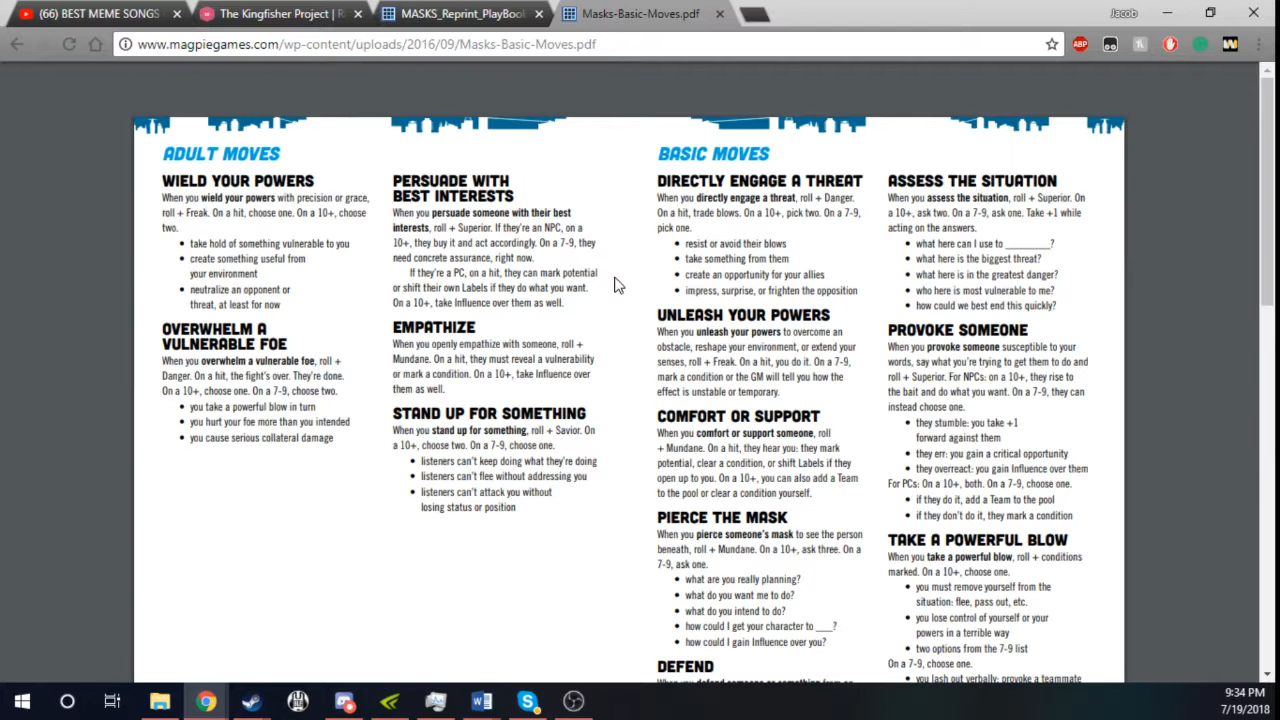 (66) BEST MEME SONGS
The Kingfisher Project | R
MASKS_Reprint_PlayBook
Masks-Basic-Moves.pdf
Jacob
www.magpiegames.com/wp-content/uploads/2016/09/Masks-Basic-Moves.pdf
ABP
ADULT MOVES
WIELD YOUR POWERS
When you wield your powers with precision or grace,
roll + Freak. On a hit, choose one. On a 10+, choose
two.
• take hold of something vulnerable to you
• create something useful from
your environment
• neutralize an opponent or
threat, at least for now
OVERWHELM A
VULNERABLE FOE
When you overwhelm a vulnerable foe, roll +
Danger. On a hit, the fight's over. They're done.
On a 10+, choose one. On a 7-9, choose two.
• you take a powerful blow in turn
• you hurt your foe more than you intended
• you cause serious collateral damage
PERSUADE WITH
BEST INTERESTS
When you persuade someone with their best
interests, roll + Superior. If they're an NPC, on a
10+, they buy it and act accordingly. On a 7-9, they
need concrete assurance, right now.
If they're a PC, on a hit, they can mark potential
or shift their own Labels if they do what you want.
On a 10+, take Influence over them as well.
EMPATHIZE
When you openly empathize with someone, roll +
Mundane. On a hit, they must reveal a vulnerability
or mark a condition. On a 10+, take Influence over
them as well.
STAND UP FOR SOMETHING
When you stand up for something, roll + Savior. On
a 10+, choose two. On a 7-9, choose one.
• listeners can't keep doing what they're doing
• listeners can't flee without addressing you
• listeners can't attack you without
losing status or position
BASIC MOVES
DIRECTLY ENGAGE A THREAT
When you directly engage a threat, roll + Danger.
On a hit, trade blows. On a 10+, pick two. On a 7-9,
pick one.
• resist or avoid their blows
• take something from them
• create an opportunity for your allies
• impress, surprise, or frighten the opposition
UNLEASH YOUR POWERS
When you unleash your powers to overcome an
obstacle, reshape your environment, or extend your
senses, roll + Freak. On a hit, you do it. On a 7-9,
mark a condition or the GM will tell you how the
effect is unstable or temporary.
COMFORT OR SUPPORT
When you comfort or support someone, roll
+ Mundane. On a hit, they hear you: they mark
potential, clear a condition, or shift Labels if they
open up to you. On a 10+, you can also add a Team
to the pool or clear a condition yourself.
PIERCE THE MASK
When you pierce someone's mask to see the person
beneath, roll + Mundane. On a 10+, ask three. On a
7-9, ask one.
• what are you really planning?
• what do you want me to do?
• what do you intend to do?
• how could I get your character to ___?
• how could I gain Influence over you?
DEFEND
ASSESS THE SITUATION
When you assess the situation, roll + Superior. On
a 10+, ask two. On a 7-9, ask one. Take +1 while
acting on the answers.
• what here can I use to ________?
• what here is the biggest threat?
• what here is in the greatest danger?
• who here is most vulnerable to me?
• how could we best end this quickly?
PROVOKE SOMEONE
When you provoke someone susceptible to your
words, say what you're trying to get them to do and
roll + Superior. For NPCs: on a 10+, they rise to
the bait and do what you want. On a 7-9, they can
instead choose one.
• they stumble: you take +1
forward against them
• they err: you gain a critical opportunity
• they overreact: you gain Influence over them
For PCs: On a 10+, both. On a 7-9, choose one.
• if they do it, add a Team to the pool
• if they don't do it, they mark a condition
TAKE A POWERFUL BLOW
When you take a powerful blow, roll + conditions
marked. On a 10+, choose one.
• you must remove yourself from the
situation: flee, pass out, etc.
• you lose control of yourself or your
powers in a terrible way
• two options from the 7-9 list
On a 7-9, choose one.
• you lash out verbally: provoke a teammate
9:34 PM
7/19/2018